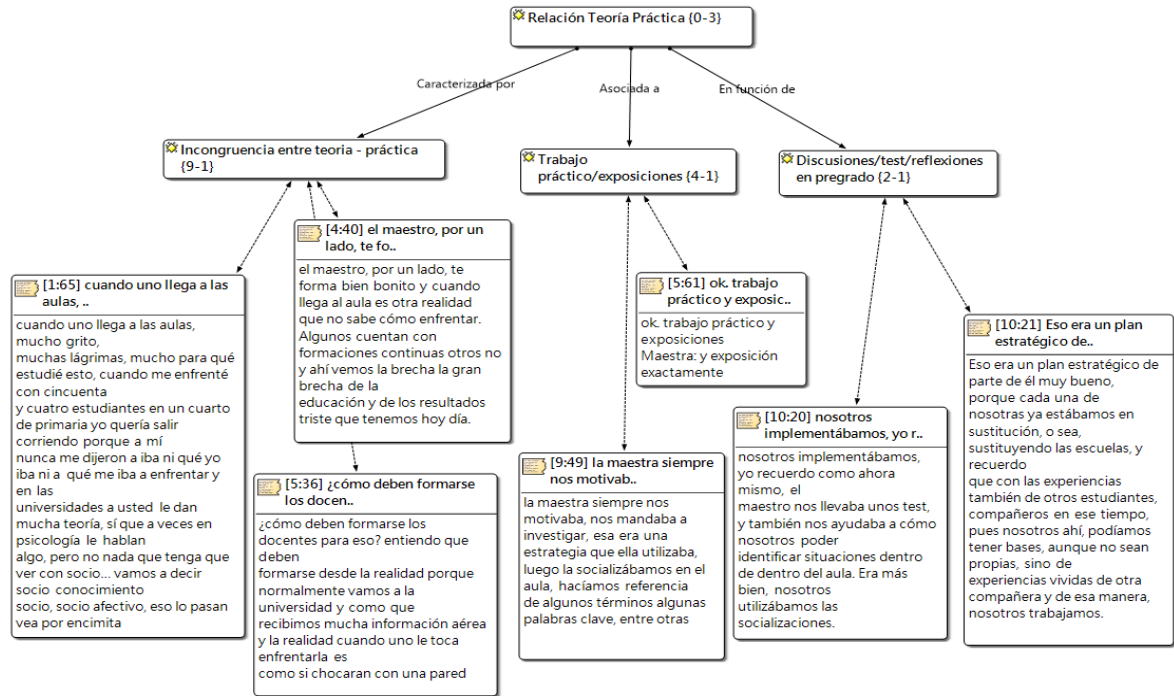 Relación Teoría Práctica {0-3}
Caracterizada por
Asociada a
En función de
Incongruencia entre teoria - práctica
{9-1}
Trabajo
práctico/exposiciones {4-1}
Discusiones/test/reflexiones
en pregrado {2-1}
[1:65] cuando uno llega a las
aulas, ..
cuando uno llega a las aulas,
mucho grito,
muchas lágrimas, mucho para qué
estudié esto, cuando me enfrenté
con cincuenta
y cuatro estudiantes en un cuarto
de primaria yo quería salir
corriendo porque a mí
nunca me dijeron a iba ni qué yo
iba ni a qué me iba a enfrentar y
en las
universidades a usted le dan
mucha teoría, sí que a veces en
psicología le hablan
algo, pero no nada que tenga que
ver con socio... vamos a decir
socio conocimiento
socio, socio afectivo, eso lo pasan
vea por encimita
[4:40] el maestro, por un
lado, te fo..
el maestro, por un lado, te
forma bien bonito y cuando
llega al aula es otra realidad
que no sabe cómo enfrentar.
Algunos cuentan con
formaciones continuas otros no
y ahí vemos la brecha la gran
brecha de la
educación y de los resultados
triste que tenemos hoy día.
[5:36] ¿cómo deben formarse
los docen..
¿cómo deben formarse los
docentes para eso? entiendo que
deben
formarse desde la realidad porque
normalmente vamos a la
universidad y como que
recibimos mucha información aérea
y la realidad cuando uno le toca
enfrentarla es
como si chocaran con una pared
[5:61] ok. trabajo
práctico y exposic..
ok. trabajo práctico y
exposiciones
Maestra: y exposición
exactamente
[9:49] la maestra siempre
nos motivab..
la maestra siempre nos
motivaba, nos mandaba a
investigar, esa era una
estrategia que ella utilizaba,
luego la socializábamos en el
aula, hacíamos referencia
de algunos términos algunas
palabras clave, entre otras
[10:20] nosotros
implementábamos, yo r..
nosotros implementábamos,
yo recuerdo como ahora
mismo, el
maestro nos llevaba unos test,
y también nos ayudaba a cómo
nosotros poder
identificar situaciones dentro
de dentro del aula. Era más
bien, nosotros
utilizábamos las
socializaciones.
[10:21] Eso era un plan
estratégico de..
Eso era un plan estratégico de
parte de él muy bueno,
porque cada una de
nosotras ya estábamos en
sustitución, o sea,
sustituyendo las escuelas, y
recuerdo
que con las experiencias
también de otros estudiantes,
compañeros en ese tiempo,
pues nosotros ahí, podíamos
tener bases, aunque no sean
propias, sino de
experiencias vividas de otra
compañera y de esa manera,
nosotros trabajamos.